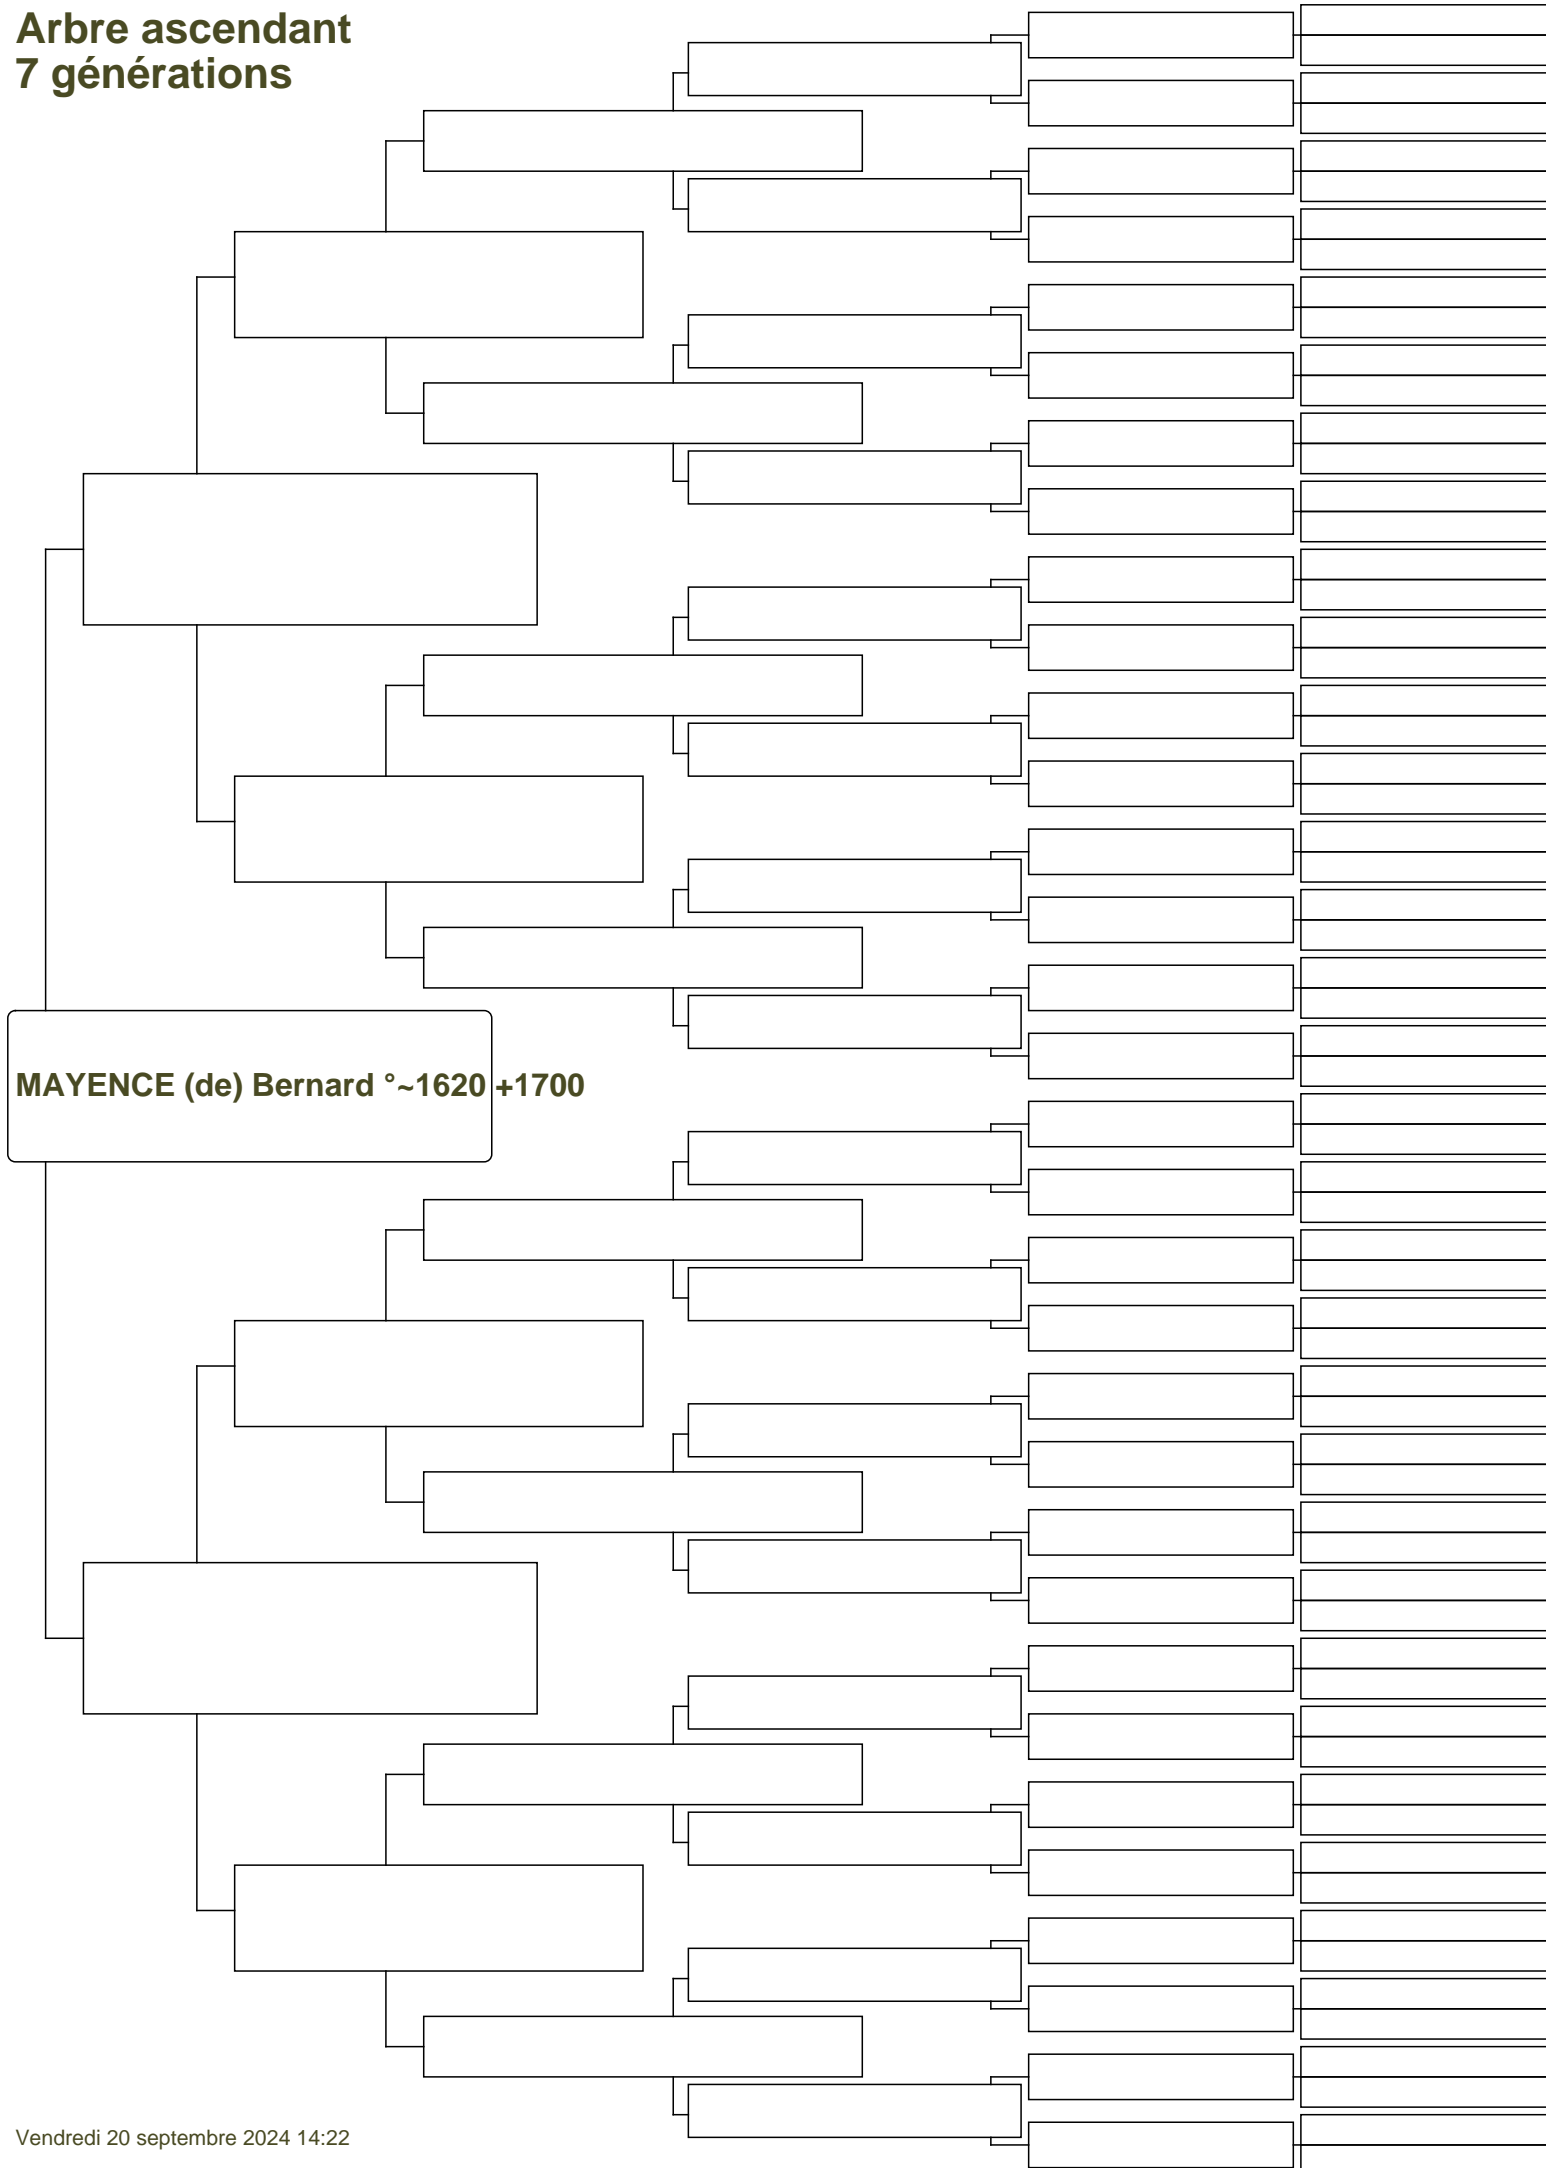 Arbre ascendant
7 générations
MAYENCE (de) Bernard °~1620 +1700
Vendredi 20 septembre 2024 14:22